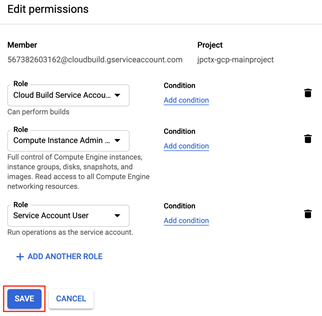 Edit permissions
Member
Project
567382603162@cloudbuild.gserviceaccount.com
jpctx-gcp-mainproject
Role
Cloud Build Service Accou...
Condition
Add condition
Can perform builds
Role
Compute Instance Admin ...
Condition
Add condition
Full control of Compute Engine instances,
instance groups, disks, snapshots, and
images. Read access to all Compute Engine
networking resources.
Role
Service Account User
Condition
Add condition
Run operations as the service account.
+ ADD ANOTHER ROLE
SAVE
CANCEL